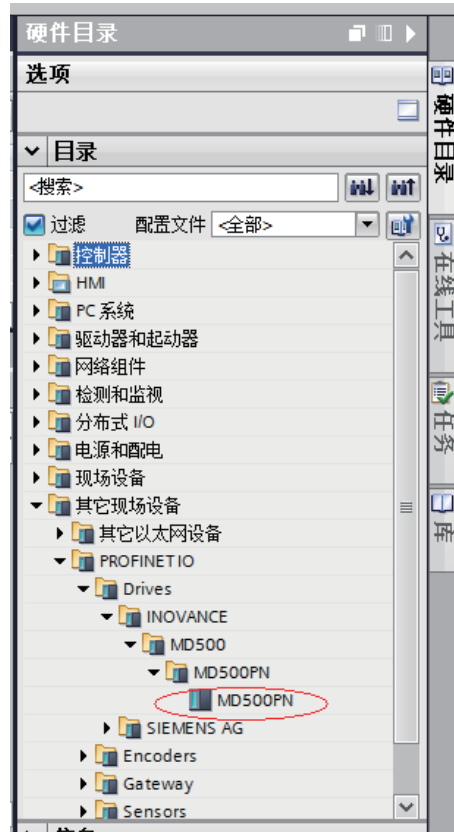 硬件目录
选项
目录
<搜索>
过滤 配置文件 <全部>
控制器
HMI
PC 系统
驱动器和起动器
网络组件
检测和监视
分布式 I/O
电源和配电
现场设备
其它现场设备
其它以太网设备
PROFINET IO
Drives
INOVANCE
MD500
MD500PN
MD500PN
SIEMENS AG
Encoders
Gateway
Sensors
硬件目录
在线工具
任务
库